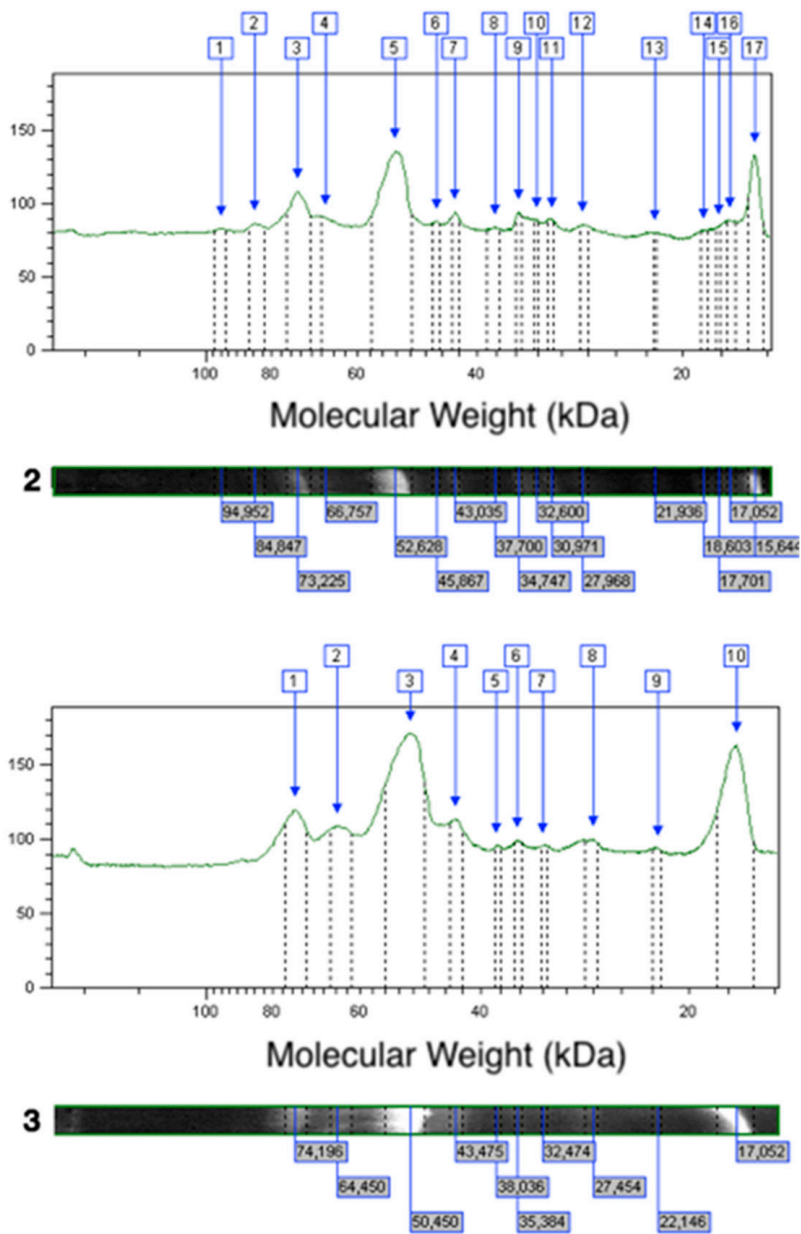 2 4 6 8 10 12 14 16
1 3 5 7 9 11 13 15 17
150
100
50
0
100 80 60 40 20
Molecular Weight (kDa)
2
94,952 66,757 43,035 32,600 21,936 17,052
84,847 52,628 37,700 30,971 18,603 15,644
73,225 45,867 34,747 27,968 17,701
2 4 6 8 10
1 3 5 7 9
150
100
50
0
100 80 60 40 20
Molecular Weight (kDa)
3
74,196 43,475 32,474 17,052
64,450 38,036 27,454
50,450 35,384 22,146